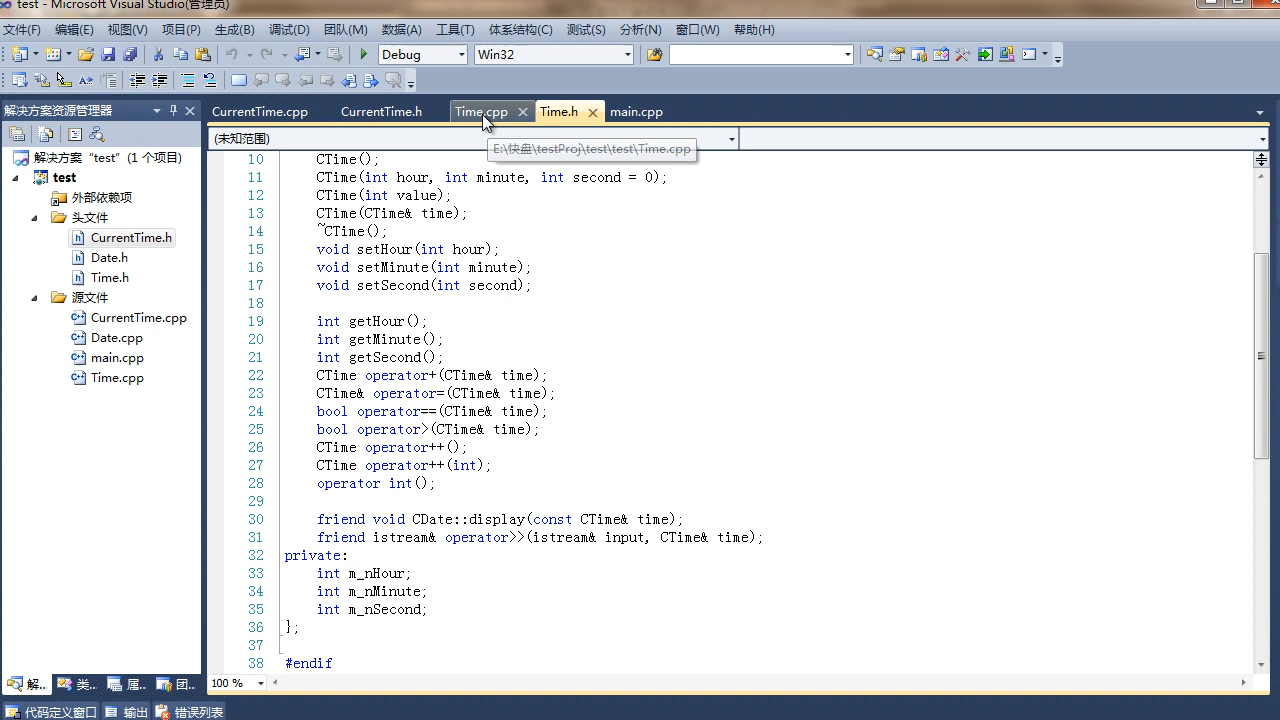 test - Microsoft Visual Studio(管理员)
文件(F) 编辑(E) 视图(V) 项目(P) 生成(B) 调试(D) 团队(M) 数据(A) 工具(T) 体系结构(C) 测试(S) 分析(N) 窗口(W) 帮助(H)
Debug Win32
解决方案资源管理器
CurrentTime.cpp CurrentTime.h Time.cpp Time.h main.cpp
(未知范围)
E:\快盘\testProj\test\test\Time.cpp
解决方案"test"(1 个项目)
test
外部依赖项
头文件
CurrentTime.h
Date.h
Time.h
源文件
CurrentTime.cpp
Date.cpp
main.cpp
Time.cpp
10 CTime();
11 CTime(int hour, int minute, int second = 0);
12 CTime(int value);
13 CTime(CTime& time);
14 ~CTime();
15 void setHour(int hour);
16 void setMinute(int minute);
17 void setSecond(int second);
18
19 int getHour();
20 int getMinute();
21 int getSecond();
22 CTime operator+(CTime& time);
23 CTime& operator=(CTime& time);
24 bool operator==(CTime& time);
25 bool operator>(CTime& time);
26 CTime operator++();
27 CTime operator++(int);
28 operator int();
29
30 friend void CDate::display(const CTime& time);
31 friend istream& operator>>(istream& input, CTime& time);
32 private:
33 int m_nHour;
34 int m_nMinute;
35 int m_nSecond;
36 };
37
38 #endif
解... 类... 属... 团...
100 %
代码定义窗口 输出 错误列表